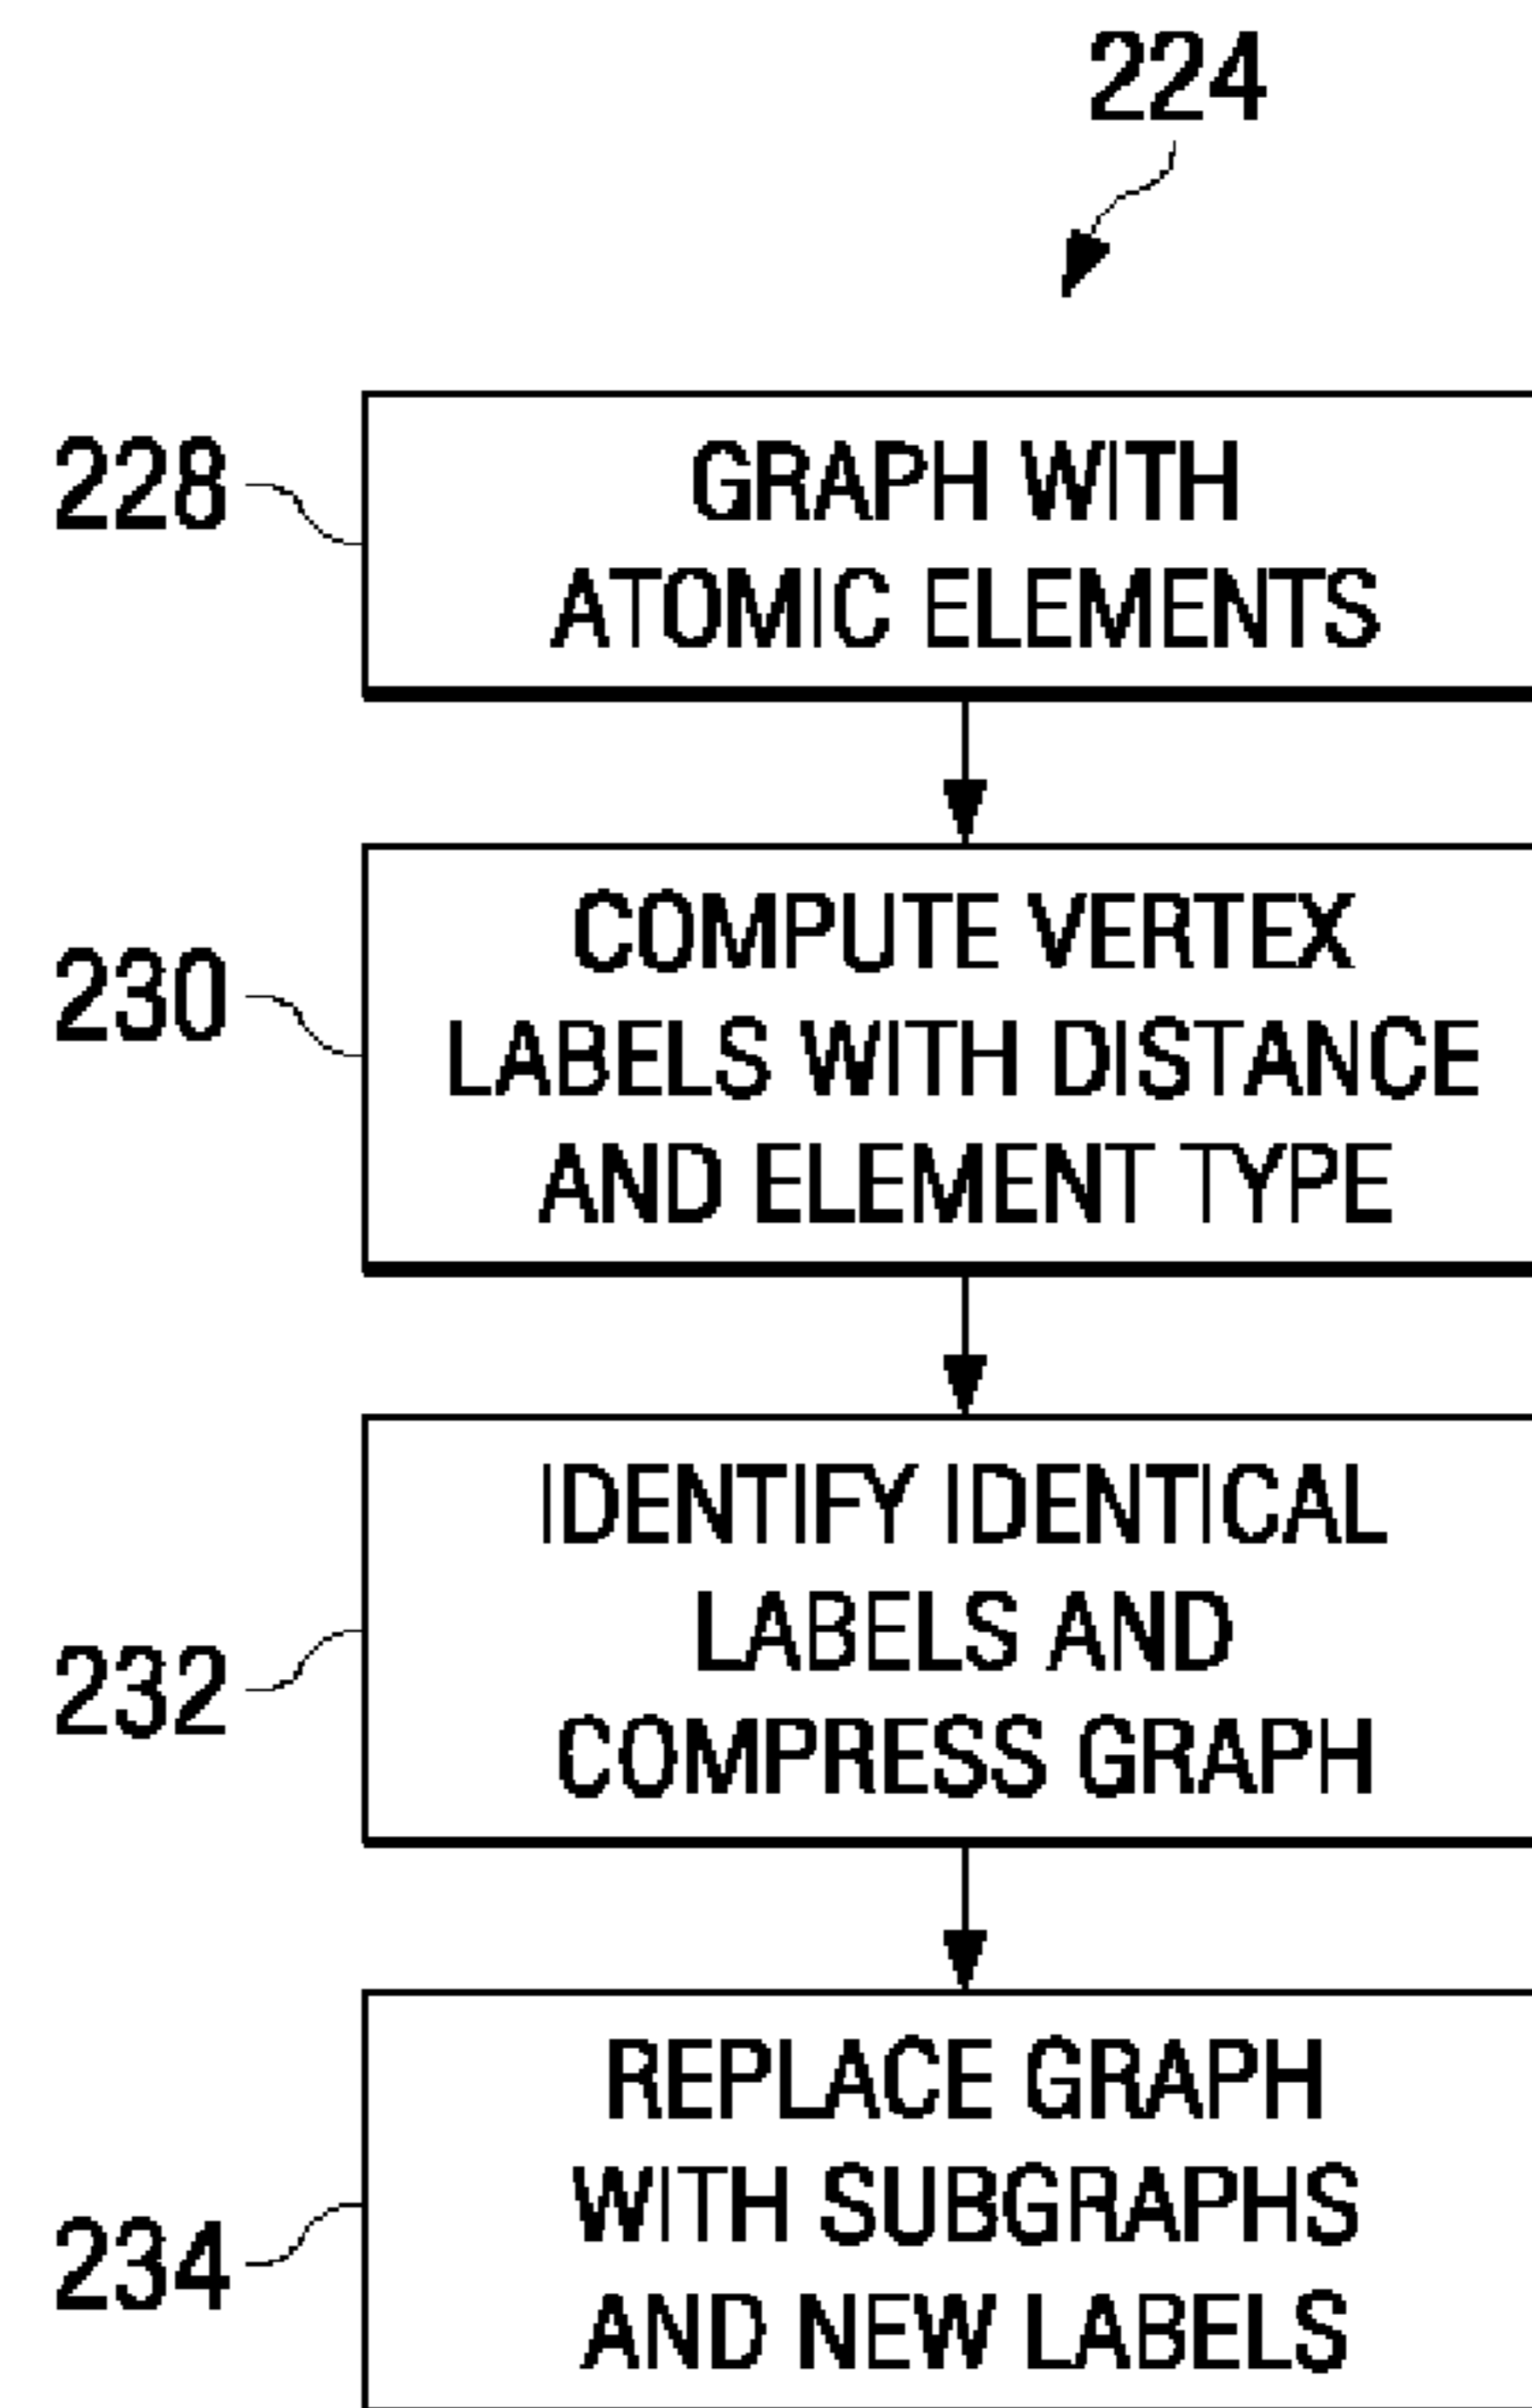 224
228
GRAPH WITH
ATOMIC ELEMENTS
230
COMPUTE VERTEX
LABELS WITH DISTANCE
AND ELEMENT TYPE
232
IDENTIFY IDENTICAL
LABELS AND
COMPRESS GRAPH
234
REPLACE GRAPH
WITH SUBGRAPHS
AND NEW LABELS